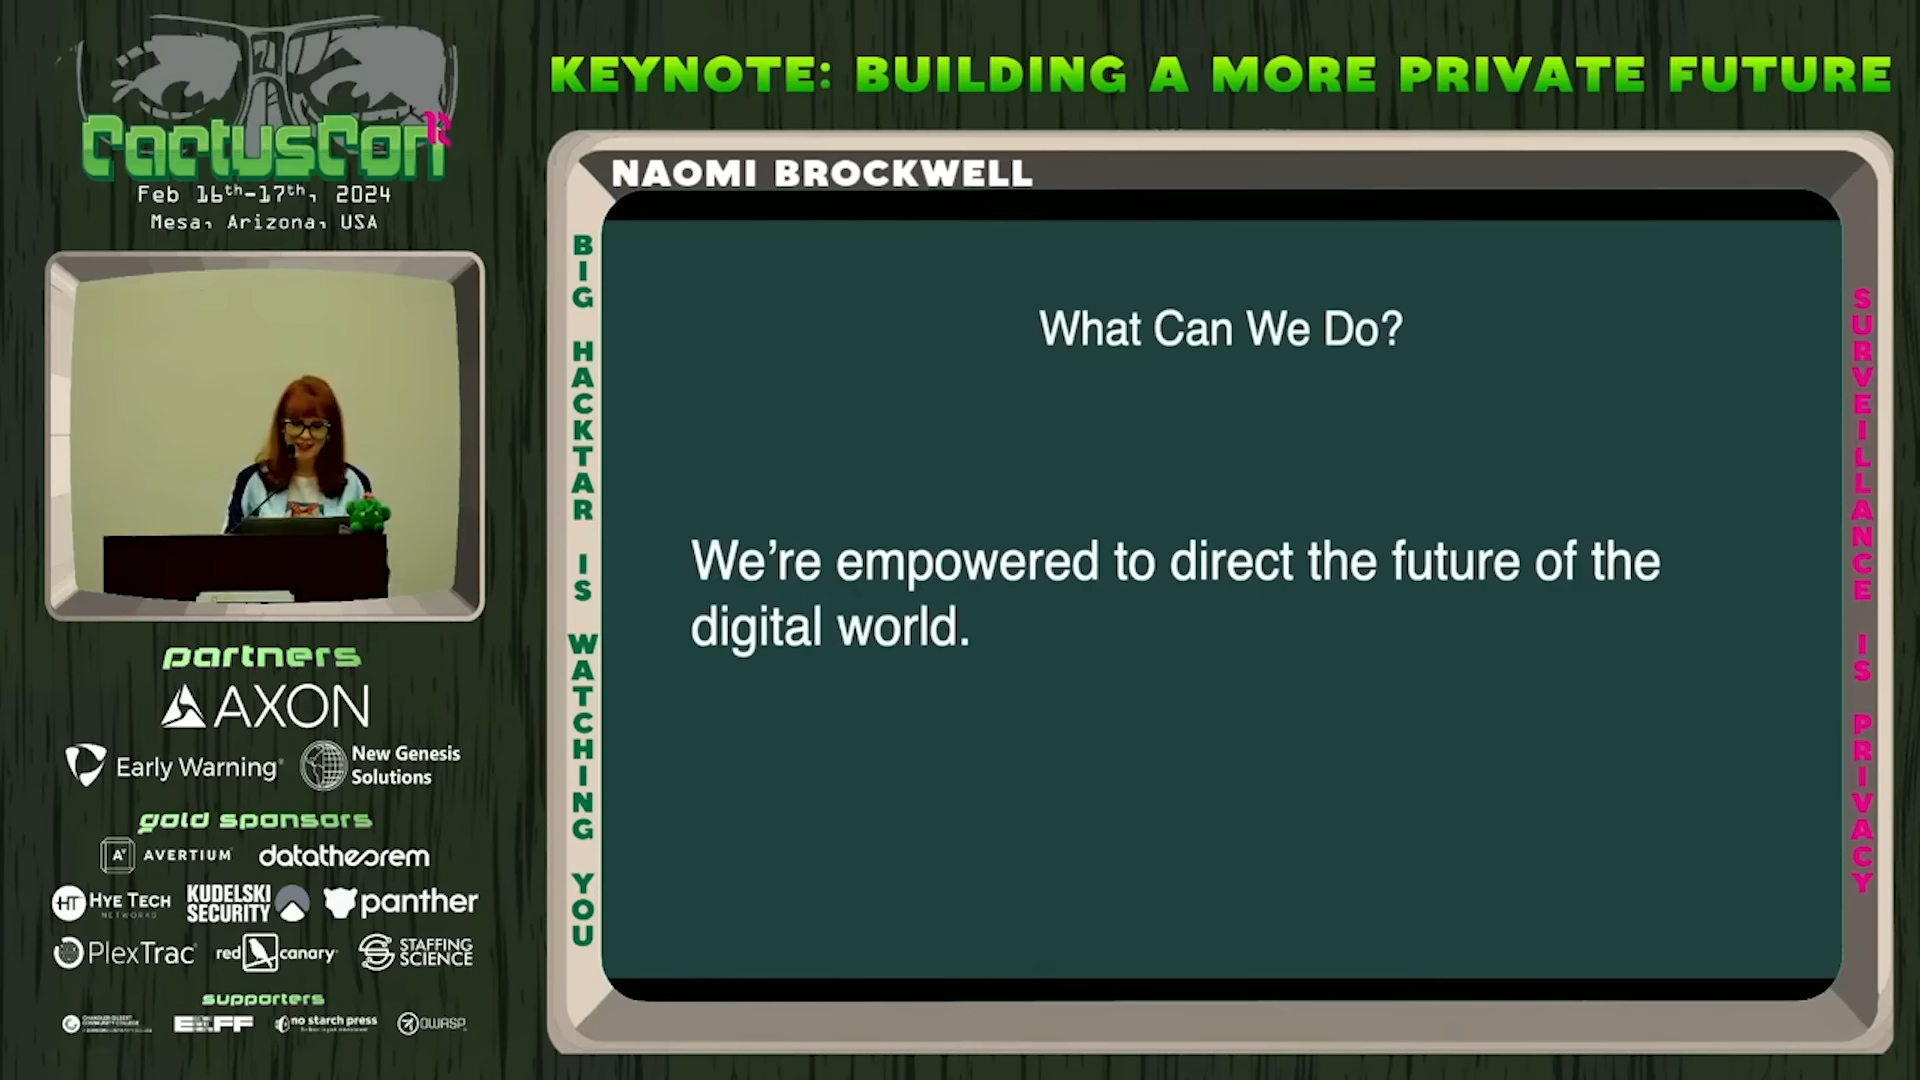 CactusCon
12
Feb 16th-17th, 2024
Mesa, Arizona, USA
KEYNOTE: BUILDING A MORE PRIVATE FUTURE
NAOMI BROCKWELL
BIG HACKTAR IS WATCHING YOU
What Can We Do?
We're empowered to direct the future of the
digital world.
SURVEILLANCE IS PRIVACY
partners
AXON
Early Warning
New Genesis
Solutions
gold sponsors
AVERTIUM
datatheorem
HT HYE TECH
NETWORKS
KUDELSKI
SECURITY
panther
PlexTrac
red canary
STAFFING
SCIENCE
supporters
EFF
no starch press
OWASP